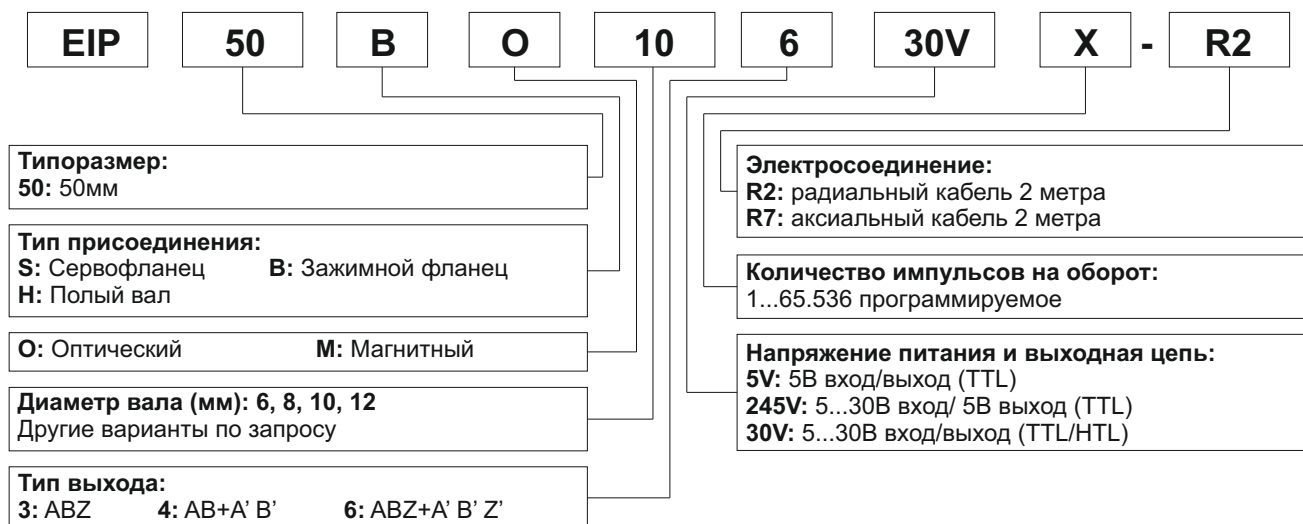 EIP 50 B O 10 6 30V X - R2
Типоразмер:
50: 50мм
Тип присоединения:
S: Сервофланец B: Зажимной фланец
H: Полый вал
O: Оптический M: Магнитный
Диаметр вала (мм): 6, 8, 10, 12
Другие варианты по запросу
Тип выхода:
3: ABZ 4: AB+A’ B’ 6: ABZ+A’ B’ Z’
Электросоединение:
R2: радиальный кабель 2 метра
R7: аксиальный кабель 2 метра
Количество импульсов на оборот:
1...65.536 программируемое
Напряжение питания и выходная цепь:
5V: 5В вход/выход (TTL)
245V: 5...30В вход/ 5В выход (TTL)
30V: 5...30В вход/выход (TTL/HTL)